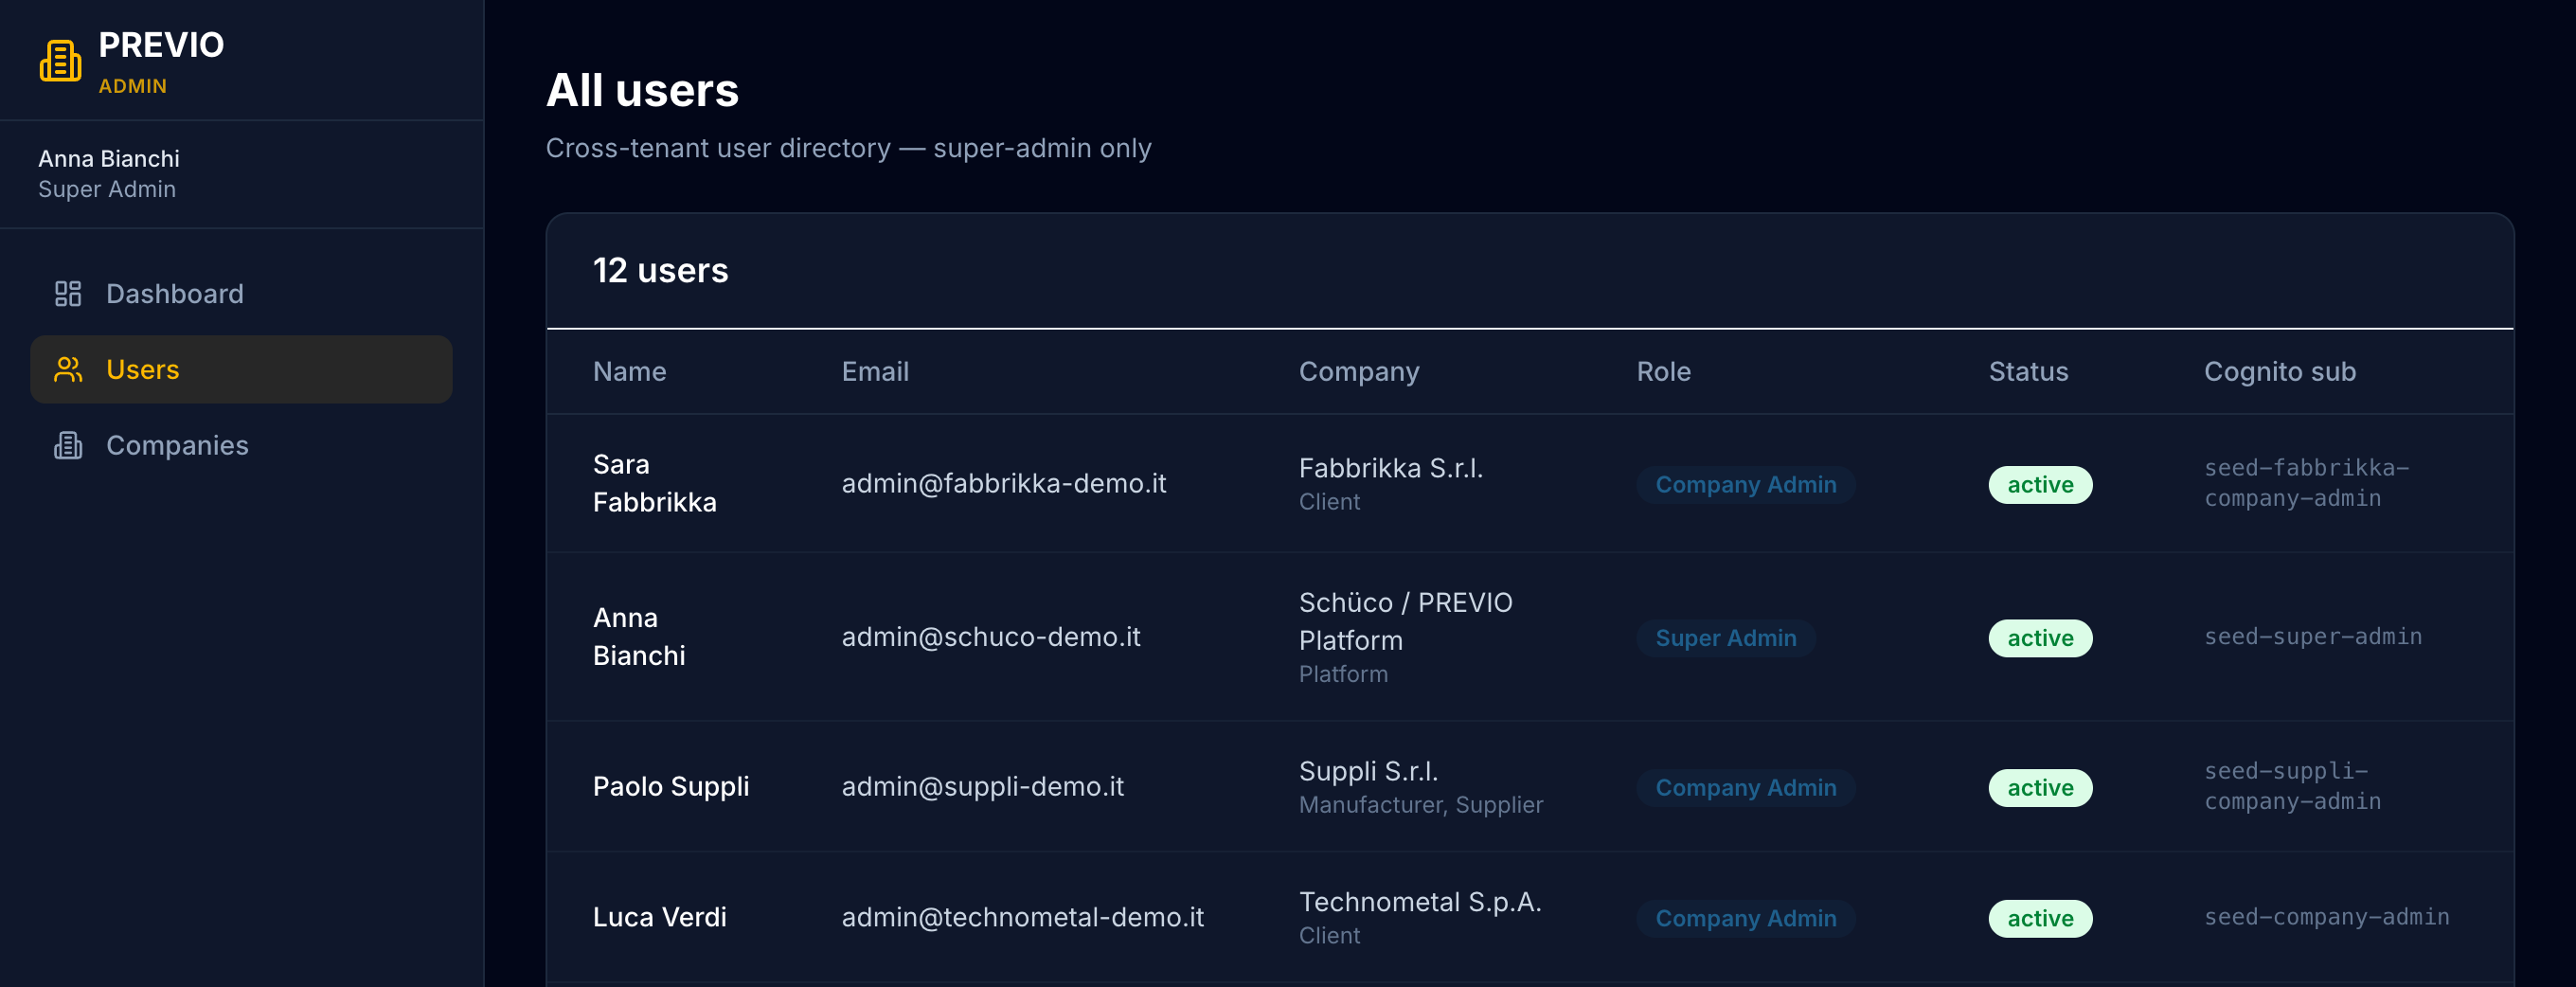 PREVIO
ADMIN
Anna Bianchi
Super Admin
Dashboard
Users
Companies
All users
Cross-tenant user directory — super-admin only
12 users
Name Email Company Role Status Cognito sub
Sara
Fabbrikka
admin@fabbrikka-demo.it
Fabbrikka S.r.l.
Client
Company Admin
active
seed-fabbrikka-
company-admin
Anna
Bianchi
admin@schuco-demo.it
Schüco / PREVIO
Platform
Platform
Super Admin
active
seed-super-admin
Paolo Suppli
admin@suppli-demo.it
Suppli S.r.l.
Manufacturer, Supplier
Company Admin
active
seed-suppli-
company-admin
Luca Verdi
admin@technometal-demo.it
Technometal S.p.A.
Client
Company Admin
active
seed-company-admin